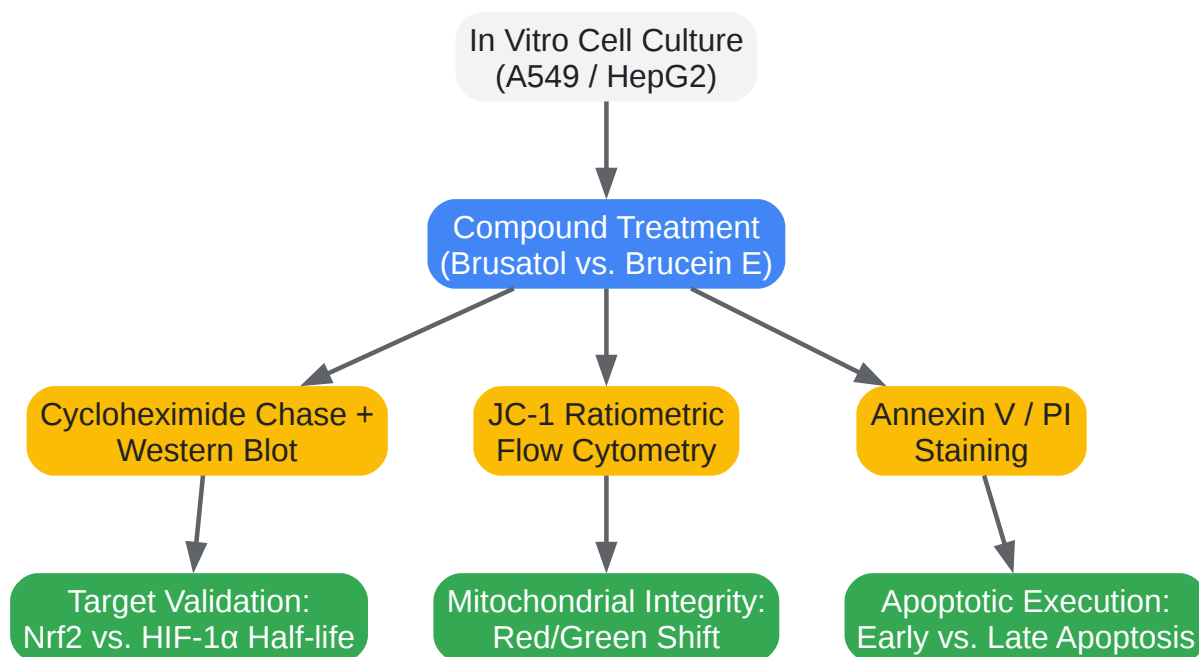 In Vitro Cell Culture
(A549 / HepG2)
Compound Treatment
(Brusatol vs. Brucein E)
Cycloheximide Chase +
Western Blot
JC-1 Ratiometric
Flow Cytometry
Annexin V / PI
Staining
Target Validation:
Nrf2 vs. HIF-1α Half-life
Mitochondrial Integrity:
Red/Green Shift
Apoptotic Execution:
Early vs. Late Apoptosis